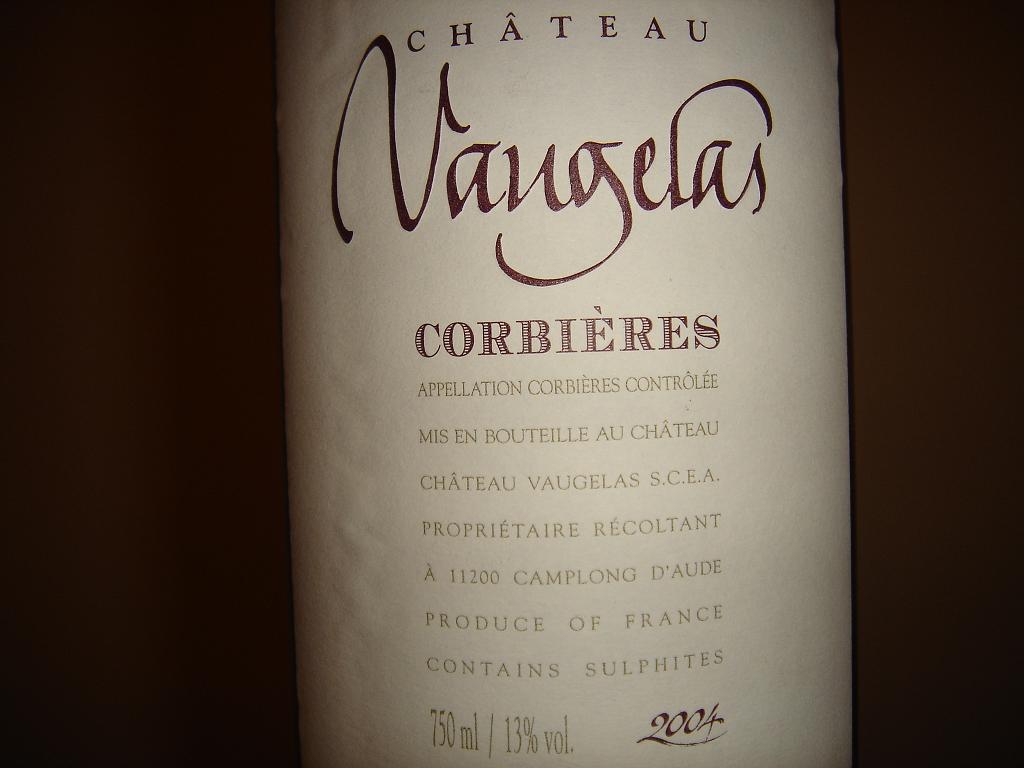 CHÂTEAU
Vaugelas
CORBIÈRES
APPELLATION CORBIÈRES CONTRÔLÉE
MIS EN BOUTEILLE AU CHÂTEAU
CHÂTEAU VAUGELAS S.C.E.A.
PROPRIÉTAIRE RÉCOLTANT
À 11200 CAMPLONG D'AUDE
PRODUCE OF FRANCE
CONTAINS SULPHITES
750 ml / 13% vol. 2004